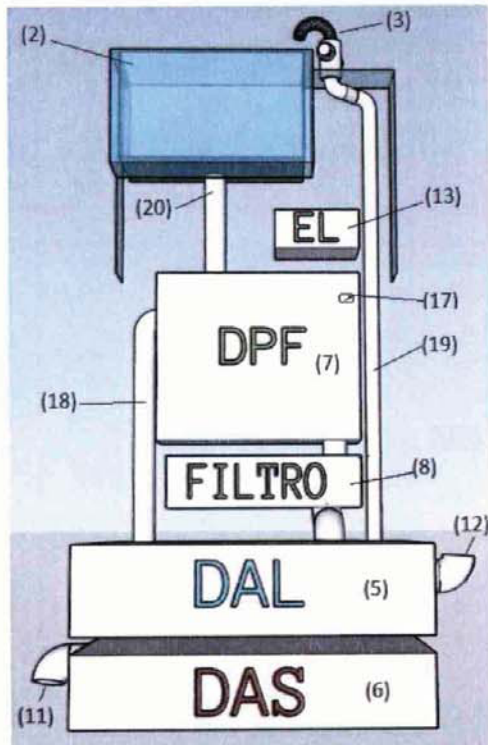 (2)
(3)
(20)
EL
(13)
DPF
(7)
(17)
(18)
(19)
FILTRO
(8)
(12)
DAL
(5)
(11)
DAS
(6)